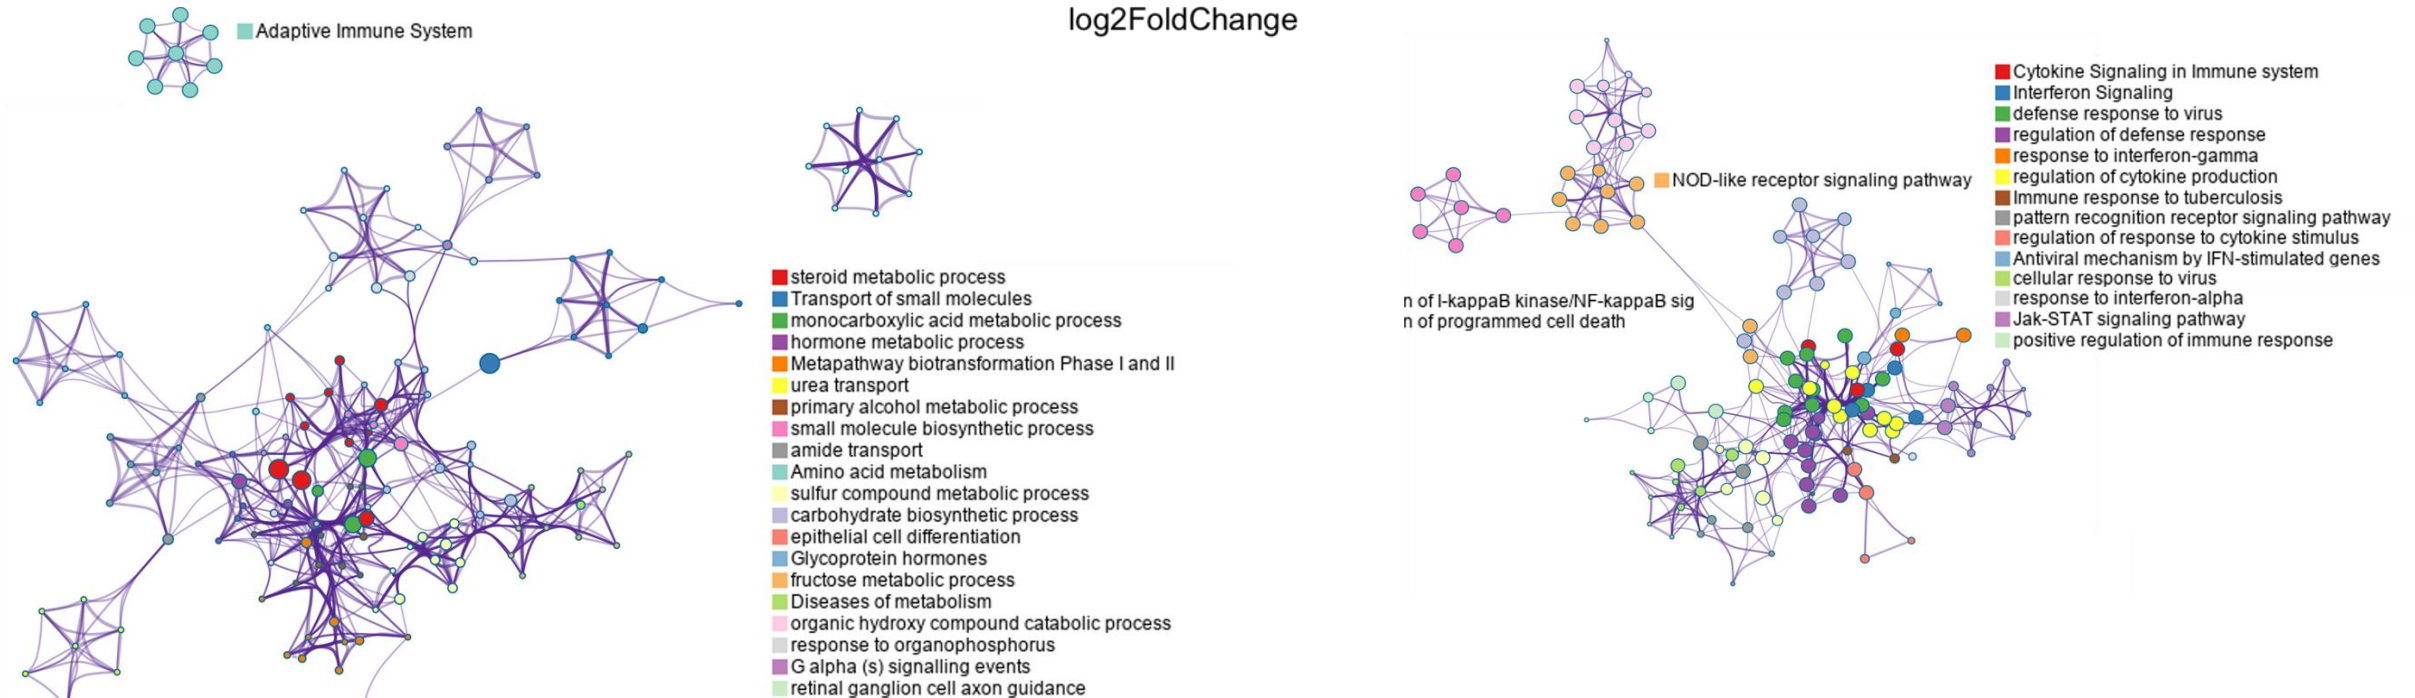 log2FoldChange
Adaptive Immune System
steroid metabolic process
Transport of small molecules
monocarboxylic acid metabolic process
hormone metabolic process
Metapathway biotransformation Phase I and II
urea transport
primary alcohol metabolic process
small molecule biosynthetic process
amide transport
Amino acid metabolism
sulfur compound metabolic process
carbohydrate biosynthetic process
epithelial cell differentiation
Glycoprotein hormones
fructose metabolic process
Diseases of metabolism
organic hydroxy compound catabolic process
response to organophosphorus
G alpha (s) signalling events
retinal ganglion cell axon guidance
NOD-like receptor signaling pathway
n of I-kappaB kinase/NF-kappaB sig
n of programmed cell death
Cytokine Signaling in Immune system
Interferon Signaling
defense response to virus
regulation of defense response
response to interferon-gamma
regulation of cytokine production
Immune response to tuberculosis
pattern recognition receptor signaling pathway
regulation of response to cytokine stimulus
Antiviral mechanism by IFN-stimulated genes
cellular response to virus
response to interferon-alpha
Jak-STAT signaling pathway
positive regulation of immune response